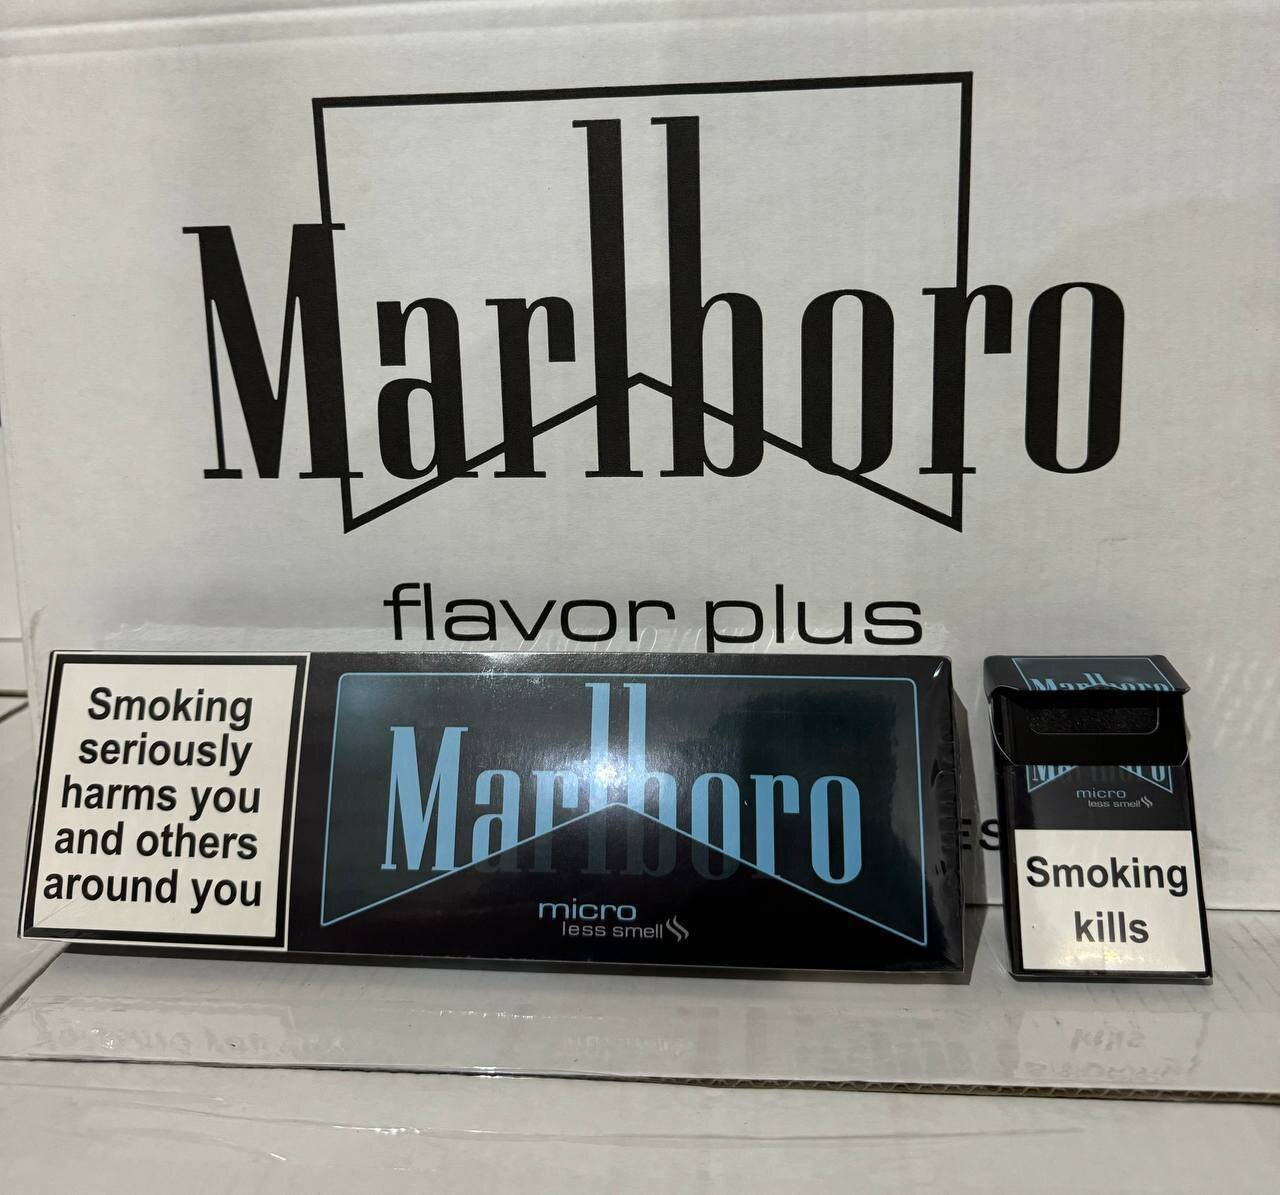 Marlboro
flavor plus
Smoking
seriously
harms you
and others
around you
Marlboro
micro
less smell
Marlboro
Marlboro
micro
less smell
Smoking
kills